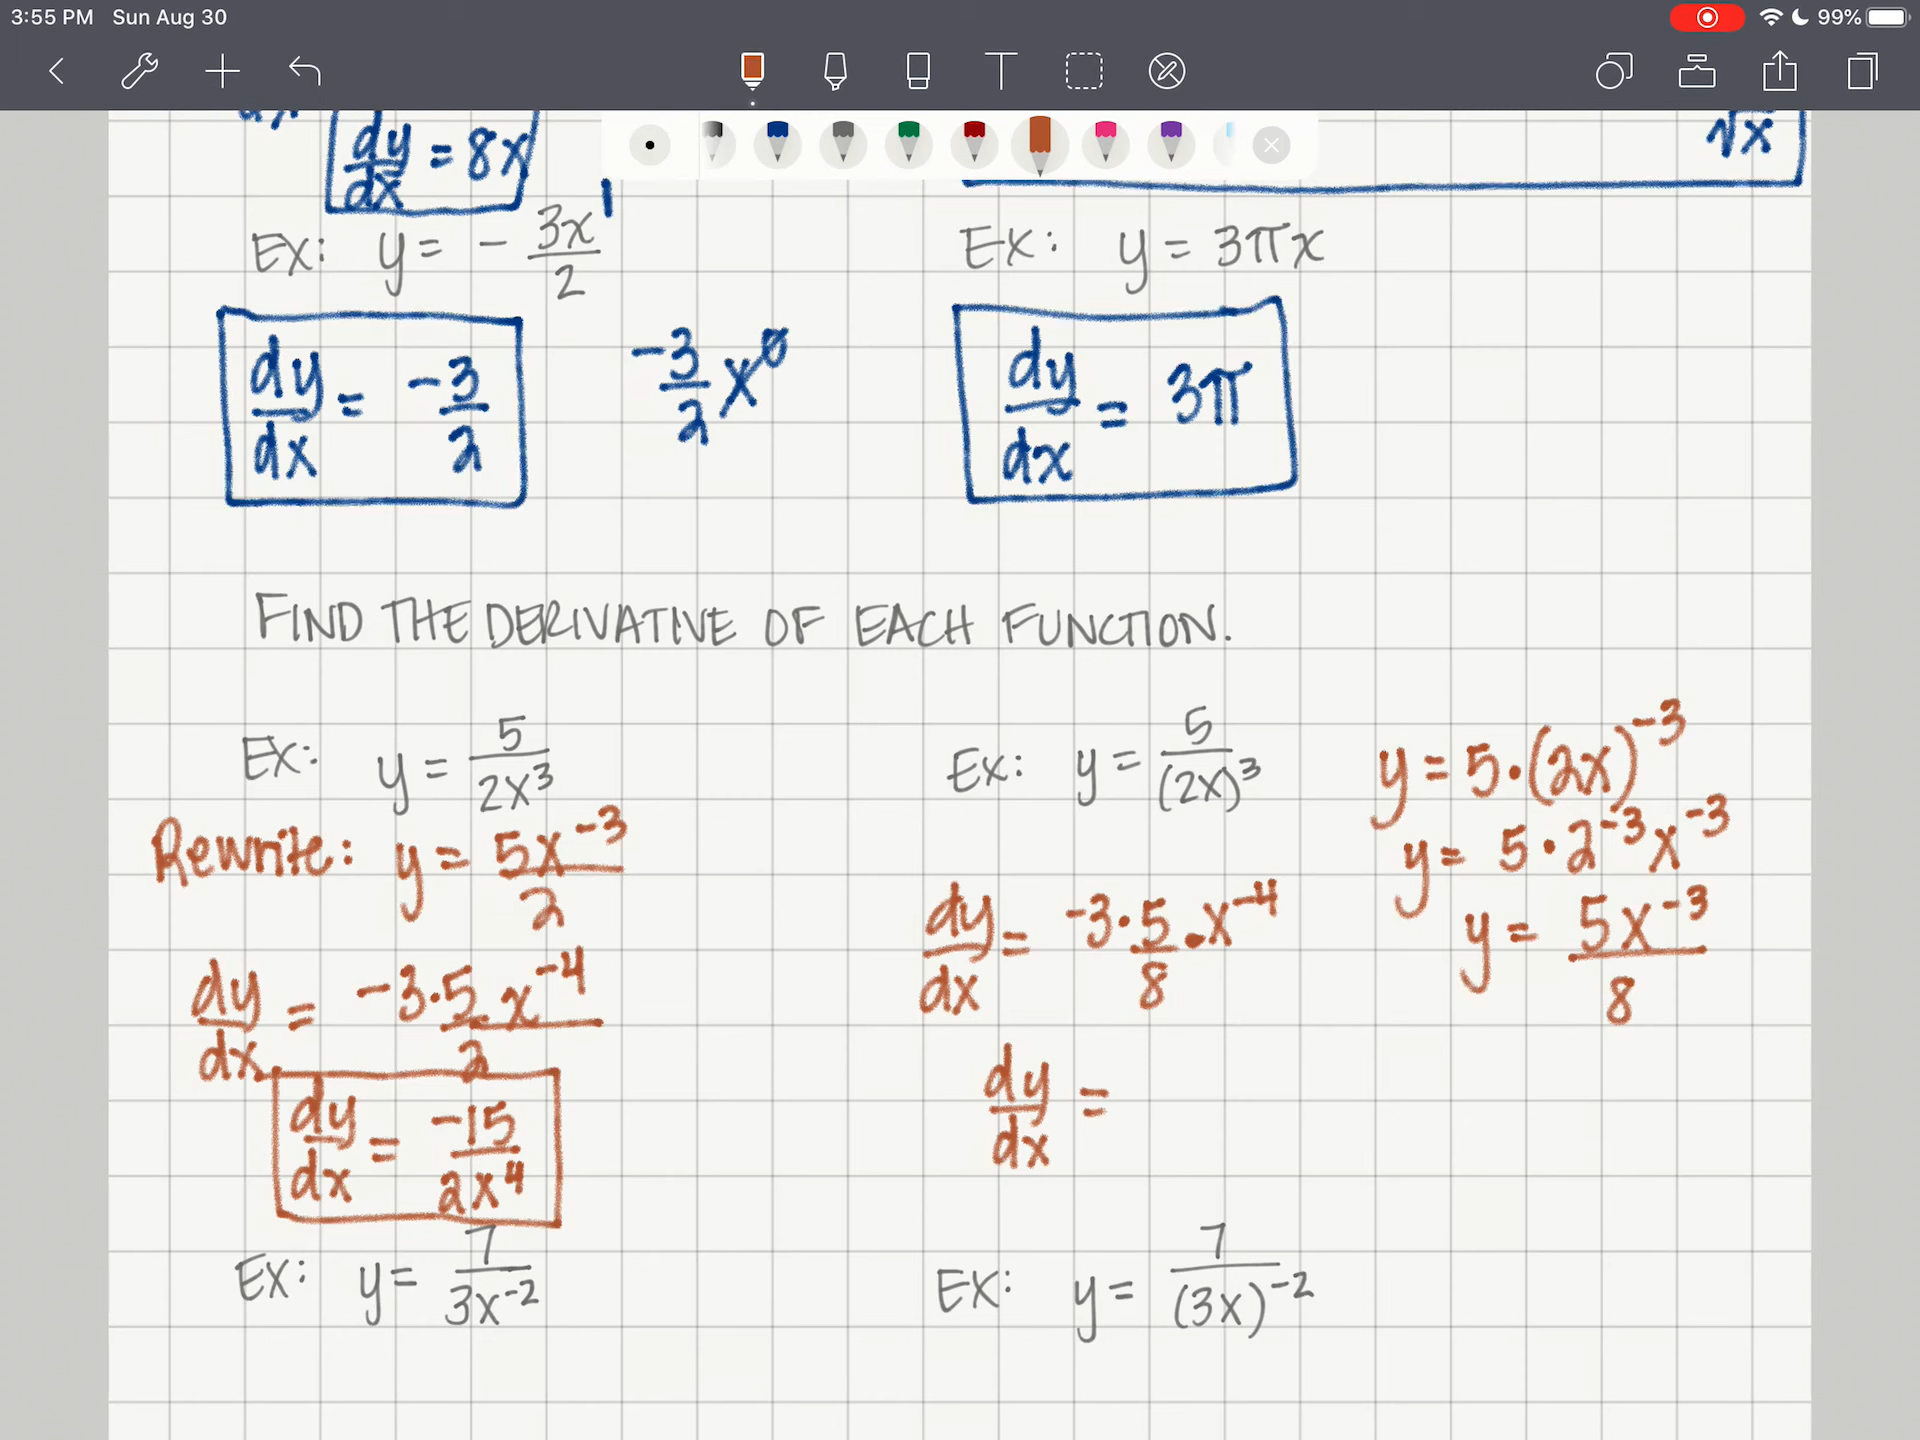 3:55 PM Sun Aug 30 99%
dx
dy/dx = 8x
√x
Ex: y = - 3x¹/2
Ex: y = 3πx
dy/dx = -3/2
-3/2 x⁰
dy/dx = 3π
FIND THE DERIVATIVE OF EACH FUNCTION.
Ex: y = 5/2x³
Rewrite: y = 5x⁻³/2
dy/dx = -3·5x⁻⁴/2
dy/dx = -15/2x⁴
Ex: y = 5/(2x)³
y = 5·(2x)⁻³
y = 5·2⁻³x⁻³
y = 5x⁻³/8
dy/dx = -3·5/8·x⁻⁴
dy/dx =
Ex: y = 7/3x⁻²
Ex: y = 7/(3x)⁻²